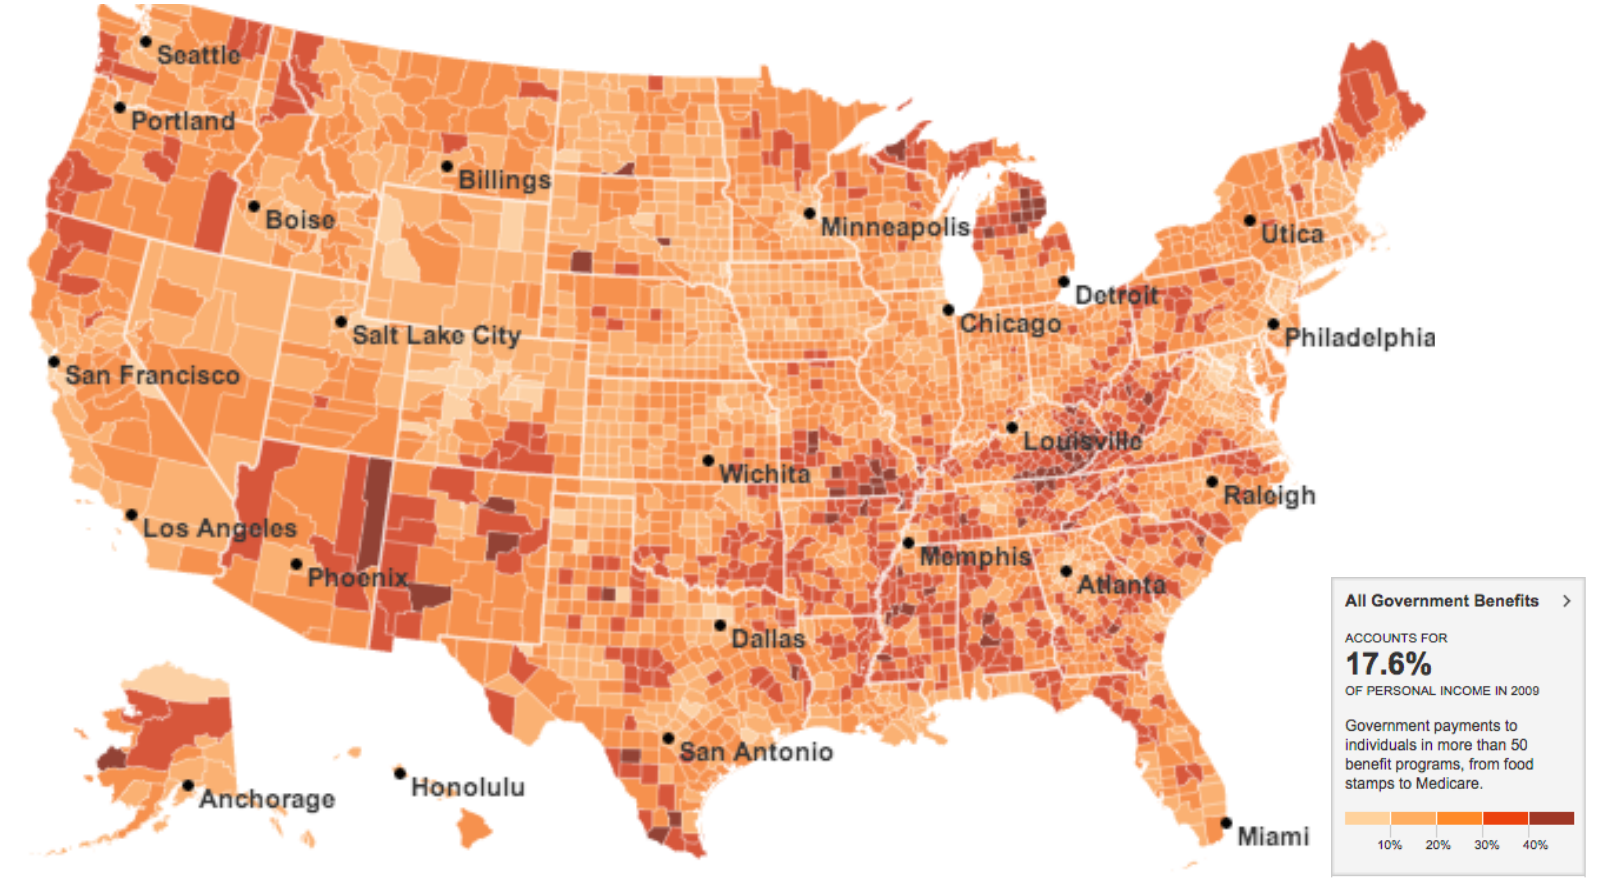 Seattle
Portland
Billings
Boise
Minneapolis
Utica
Detroit
Chicago
Salt Lake City
Philadelphia
San Francisco
Louisville
Wichita
Raleigh
Los Angeles
Memphis
Phoenix
Atlanta
Dallas
San Antonio
Honolulu
Anchorage
Miami
All Government Benefits >
ACCOUNTS FOR
17.6%
OF PERSONAL INCOME IN 2009
Government payments to
individuals in more than 50
benefit programs, from food
stamps to Medicare.
10% 20% 30% 40%